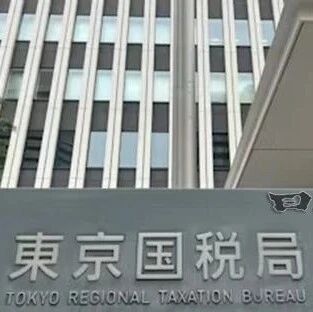 東京国税局
TOKYO REGIONAL TAXATION BUREAU